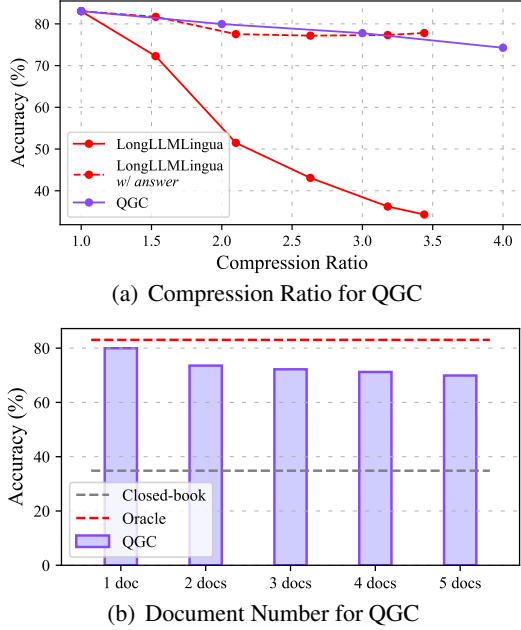 80
70
60
50
40
Accuracy (%)
LongLLMLingua
LongLLMLingua
w/ answer
QGC
1.0 1.5 2.0 2.5 3.0 3.5 4.0
Compression Ratio
(a) Compression Ratio for QGC
80
60
40
20
0
Accuracy (%)
Closed-book
Oracle
QGC
1 doc 2 docs 3 docs 4 docs 5 docs
(b) Document Number for QGC